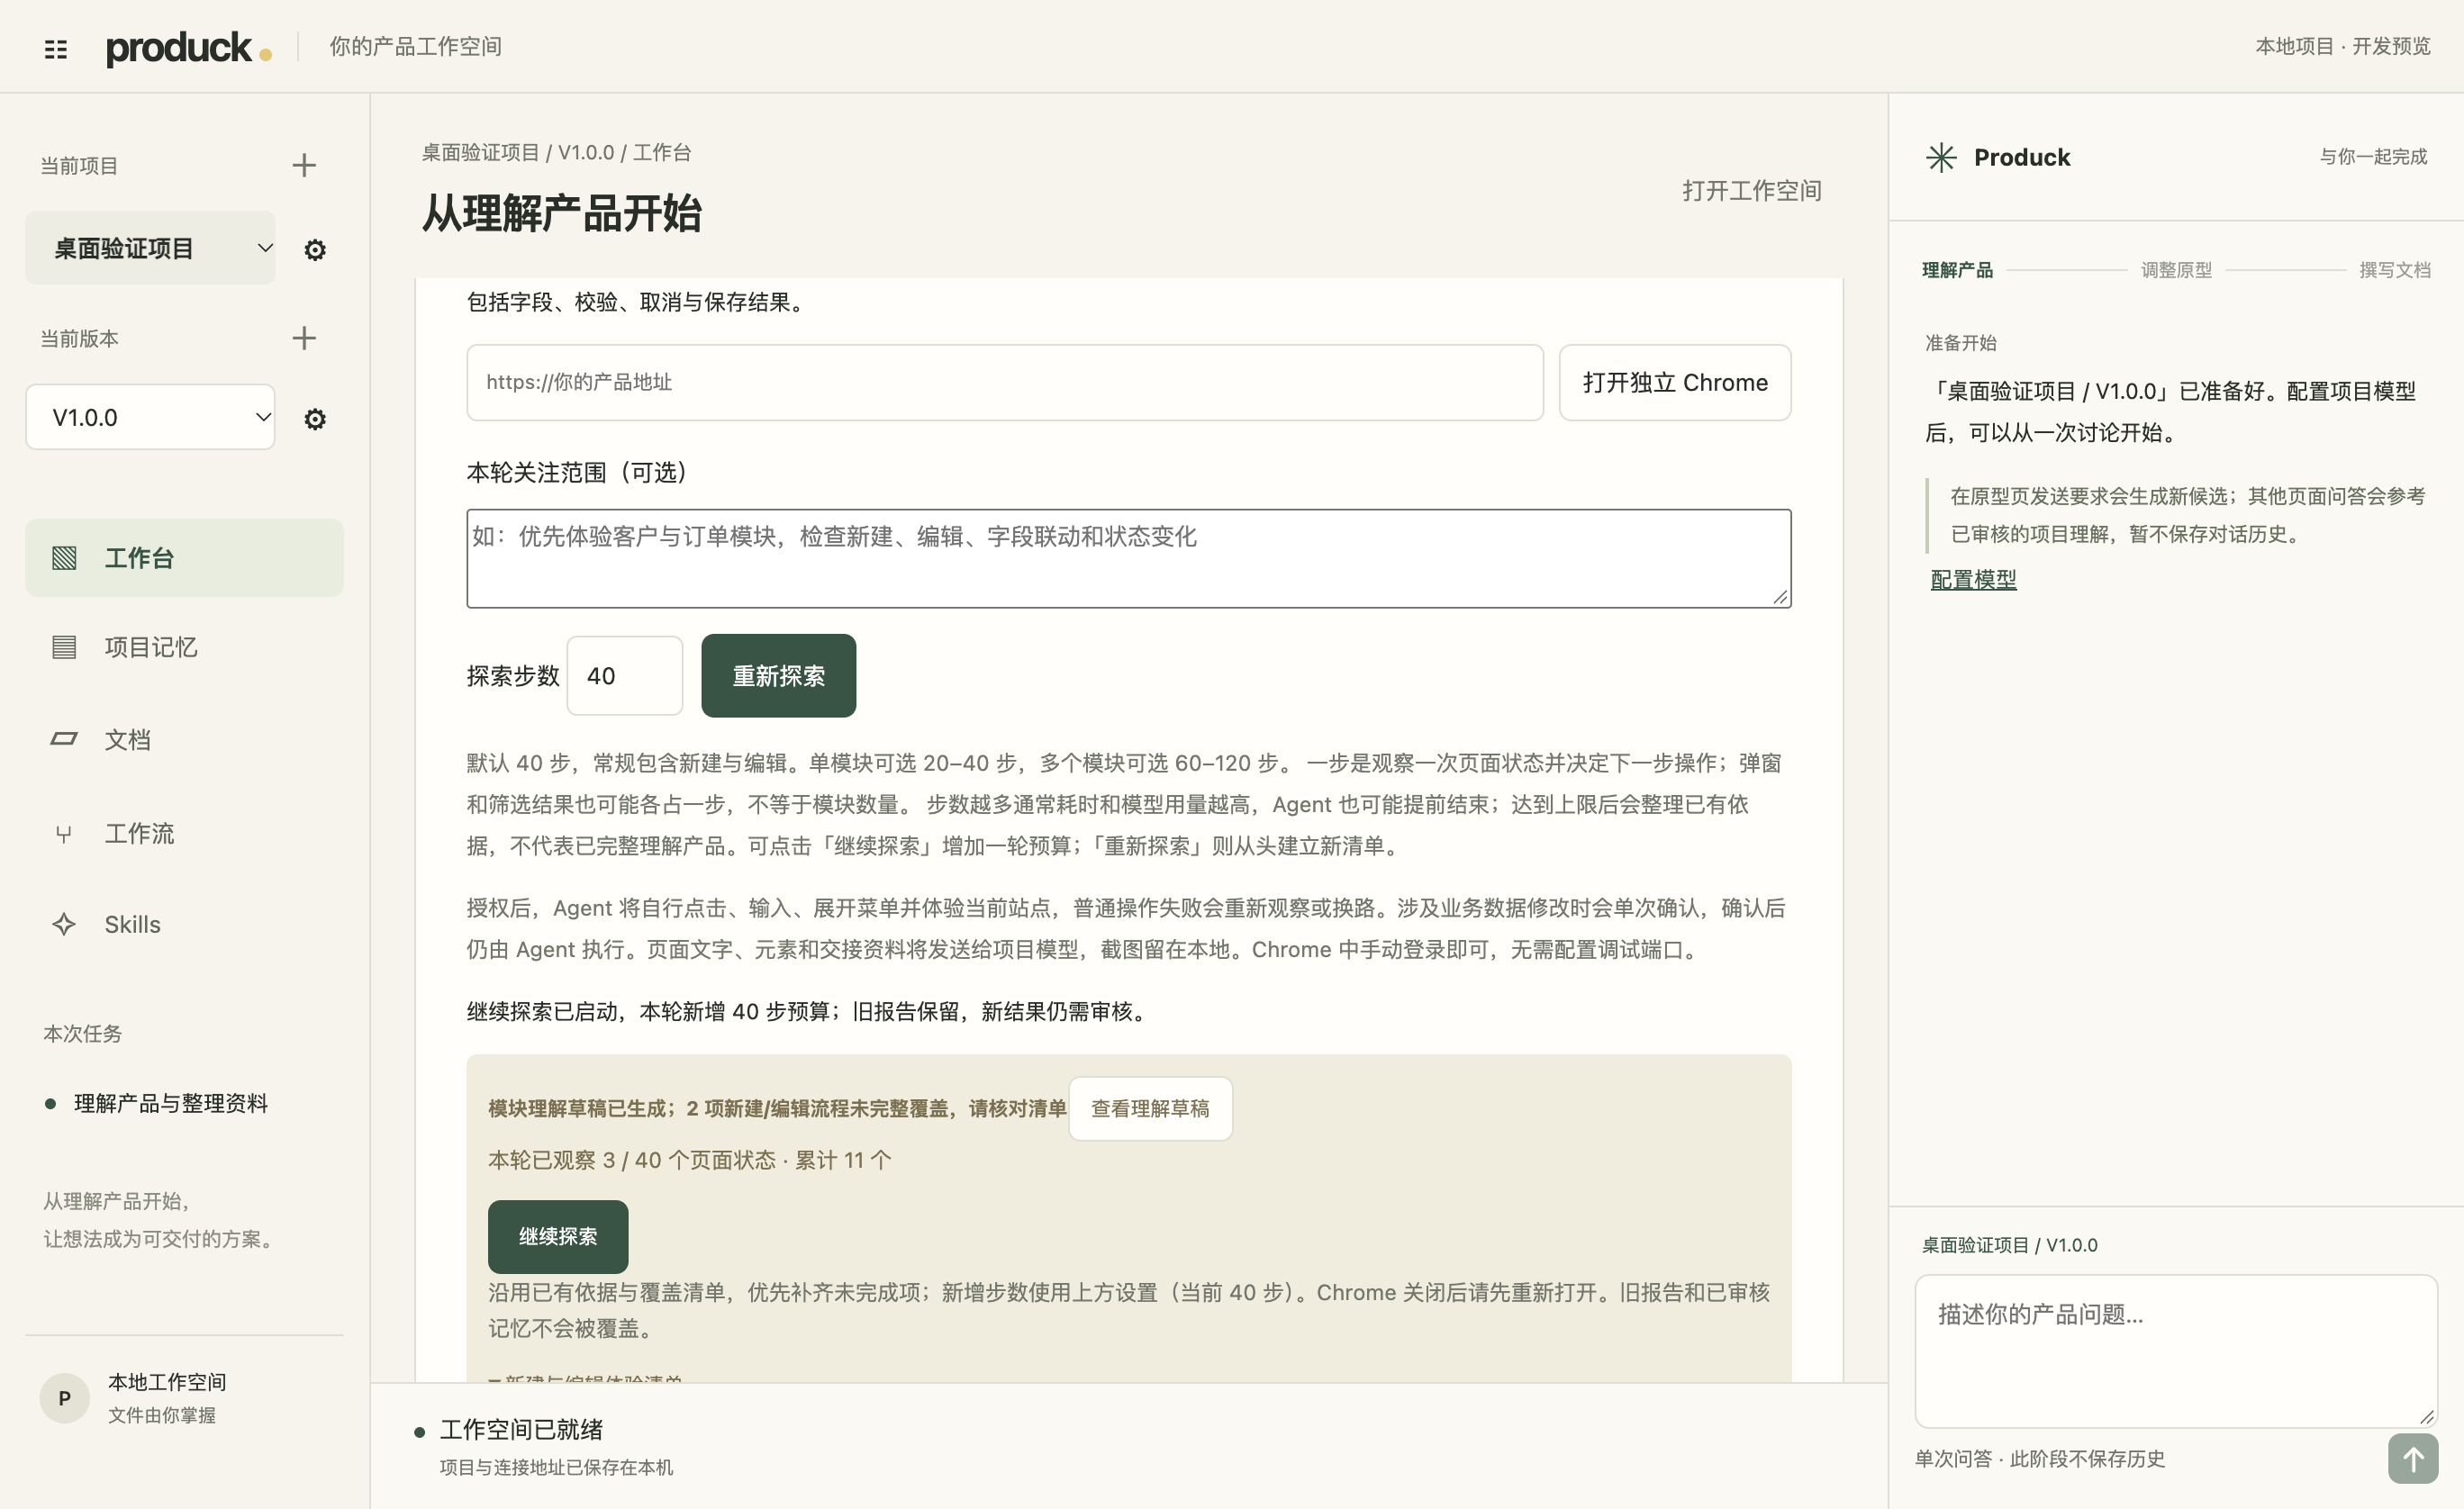 produck
你的产品工作空间
本地项目 · 开发预览
当前项目
桌面验证项目
当前版本
V1.0.0
工作台
项目记忆
文档
工作流
Skills
本次任务
理解产品与整理资料
从理解产品开始，
让想法成为可交付的方案。
P
本地工作空间
文件由你掌握
桌面验证项目 / V1.0.0 / 工作台
从理解产品开始
打开工作空间
包括字段、校验、取消与保存结果。
https://你的产品地址
打开独立 Chrome
本轮关注范围（可选）
如：优先体验客户与订单模块，检查新建、编辑、字段联动和状态变化
探索步数
40
重新探索
默认 40 步，常规包含新建与编辑。单模块可选 20–40 步，多个模块可选 60–120 步。 一步是观察一次页面状态并决定下一步操作；弹窗
和筛选结果也可能各占一步，不等于模块数量。 步数越多通常耗时和模型用量越高，Agent 也可能提前结束；达到上限后会整理已有依
据，不代表已完整理解产品。可点击「继续探索」增加一轮预算；「重新探索」则从头建立新清单。
授权后，Agent 将自行点击、输入、展开菜单并体验当前站点，普通操作失败会重新观察或换路。涉及业务数据修改时会单次确认，确认后
仍由 Agent 执行。页面文字、元素和交接资料将发送给项目模型，截图留在本地。Chrome 中手动登录即可，无需配置调试端口。
继续探索已启动，本轮新增 40 步预算；旧报告保留，新结果仍需审核。
模块理解草稿已生成；2 项新建/编辑流程未完整覆盖，请核对清单
查看理解草稿
本轮已观察 3 / 40 个页面状态 · 累计 11 个
继续探索
沿用已有依据与覆盖清单，优先补齐未完成项；新增步数使用上方设置（当前 40 步）。Chrome 关闭后请先重新打开。旧报告和已审核
记忆不会被覆盖。
新建与编辑体验清单
工作空间已就绪
项目与连接地址已保存在本机
Produck
与你一起完成
理解产品
调整原型
撰写文档
准备开始
「桌面验证项目 / V1.0.0」已准备好。配置项目模型
后，可以从一次讨论开始。
在原型页发送要求会生成新候选；其他页面问答会参考
已审核的项目理解，暂不保存对话历史。
配置模型
桌面验证项目 / V1.0.0
描述你的产品问题...
单次问答 · 此阶段不保存历史